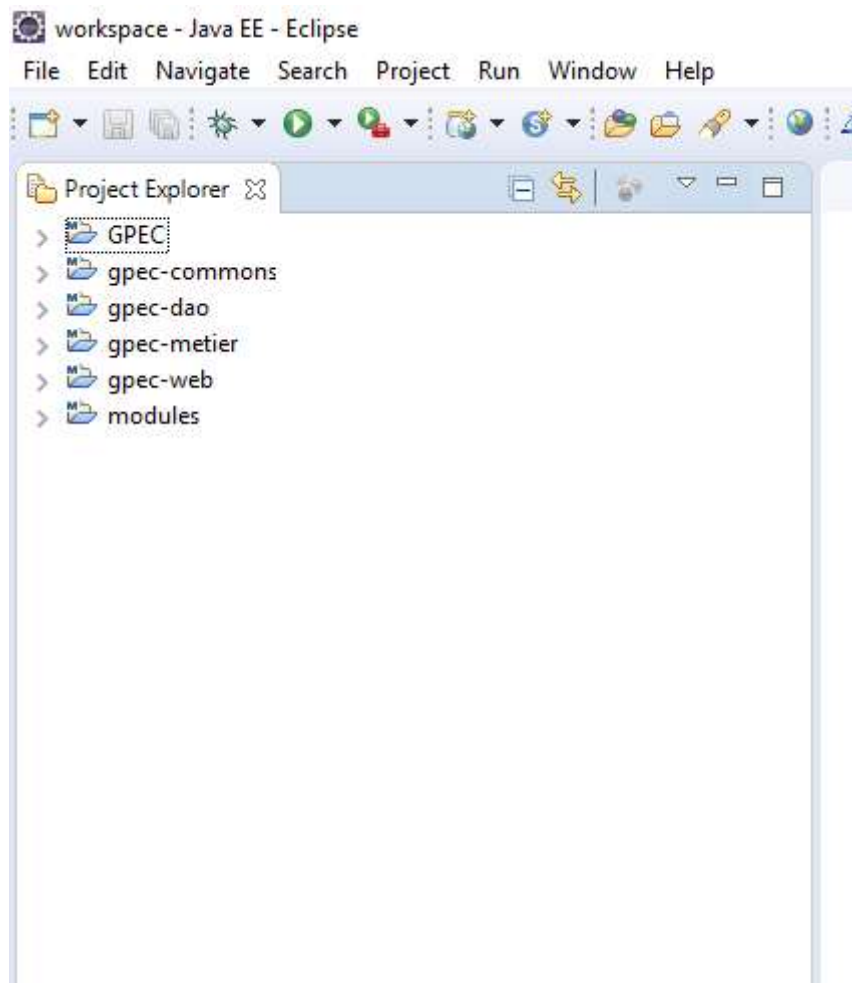 workspace - Java EE - Eclipse
File Edit Navigate Search Project Run Window Help
Project Explorer
GPEC
gpec-commons
gpec-dao
gpec-metier
gpec-web
modules